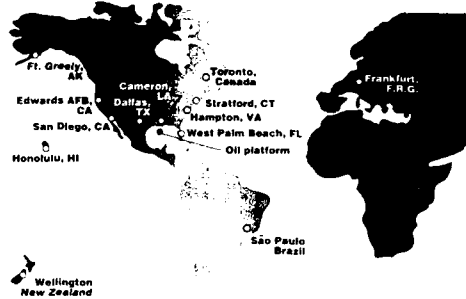 Ft. Greely,
AK
Toronto,
Canada
Cameron,
LA
Dallas,
TX
Frankfurt,
F.R.G.
Edwards AFB,
CA
Stratford, CT
Hampton, VA
San Diego, CA
West Palm Beach, FL
Oil platform
Honolulu, HI
São Paulo
Brazil
Wellington
New Zealand